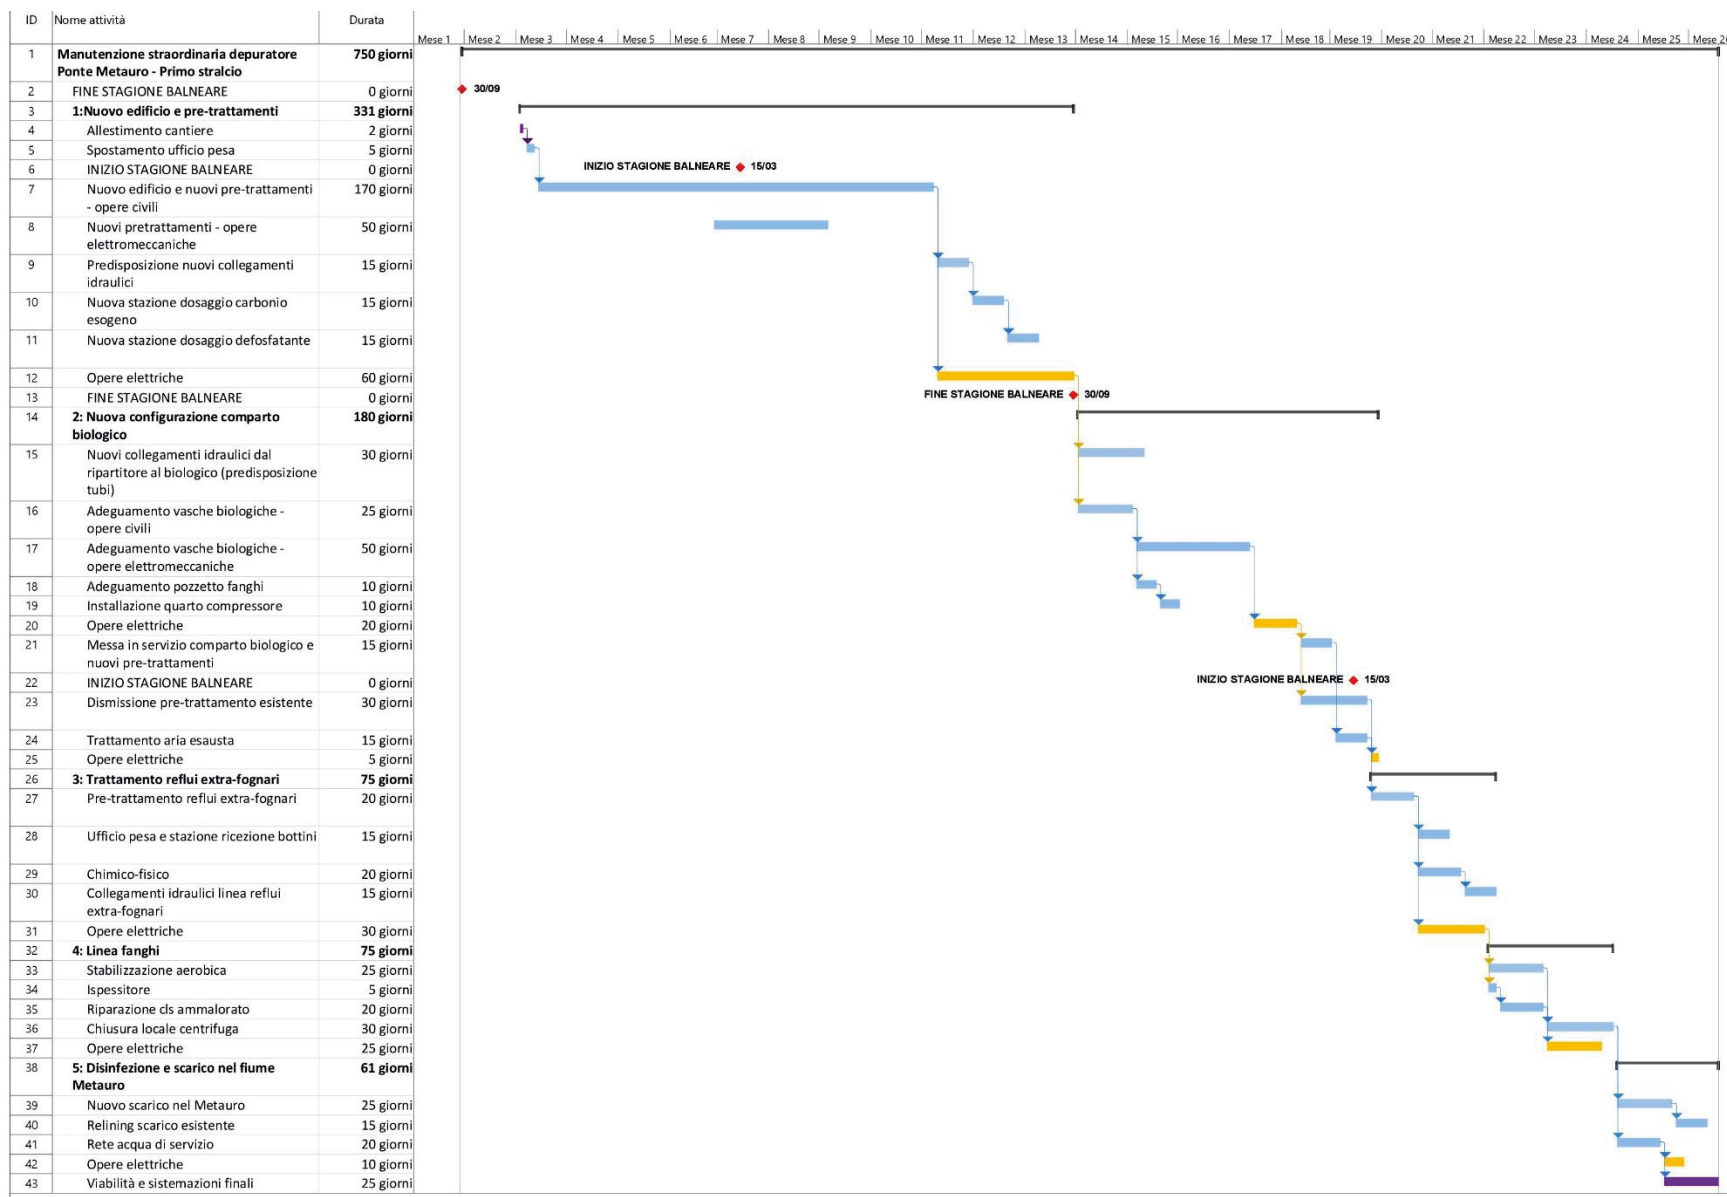 ID Nome attività Durata
Mese 1 Mese 2 Mese 3 Mese 4 Mese 5 Mese 6 Mese 7 Mese 8 Mese 9 Mese 10 Mese 11 Mese 12 Mese 13 Mese 14 Mese 15 Mese 16 Mese 17 Mese 18 Mese 19 Mese 20 Mese 21 Mese 22 Mese 23 Mese 24 Mese 25 Mese 26
1 Manutenzione straordinaria depuratore 750 giorni
Ponte Metauro - Primo stralcio
2 FINE STAGIONE BALNEARE 0 giorni 30/09
3 1:Nuovo edificio e pre-trattamenti 331 giorni
4 Allestimento cantiere 2 giorni
5 Spostamento ufficio pesa 5 giorni
6 INIZIO STAGIONE BALNEARE 0 giorni INIZIO STAGIONE BALNEARE 15/03
7 Nuovo edificio e nuovi pre-trattamenti 170 giorni
- opere civili
8 Nuovi pretrattamenti - opere 50 giorni
elettromeccaniche
9 Predisposizione nuovi collegamenti 15 giorni
idraulici
10 Nuova stazione dosaggio carbonio 15 giorni
esogeno
11 Nuova stazione dosaggio defosfatante 15 giorni
12 Opere elettriche 60 giorni
13 FINE STAGIONE BALNEARE 0 giorni FINE STAGIONE BALNEARE 30/09
14 2: Nuova configurazione comparto 180 giorni
biologico
15 Nuovi collegamenti idraulici dal 30 giorni
ripartitore al biologico (predisposizione
tubi)
16 Adeguamento vasche biologiche - 25 giorni
opere civili
17 Adeguamento vasche biologiche - 50 giorni
opere elettromeccaniche
18 Adeguamento pozzetto fanghi 10 giorni
19 Installazione quarto compressore 10 giorni
20 Opere elettriche 20 giorni
21 Messa in servizio comparto biologico e 15 giorni
nuovi pre-trattamenti
22 INIZIO STAGIONE BALNEARE 0 giorni INIZIO STAGIONE BALNEARE 15/03
23 Dismissione pre-trattamento esistente 30 giorni
24 Trattamento aria esausta 15 giorni
25 Opere elettriche 5 giorni
26 3: Trattamento reflui extra-fognari 75 giorni
27 Pre-trattamento reflui extra-fognari 20 giorni
28 Ufficio pesa e stazione ricezione bottini 15 giorni
29 Chimico-fisico 20 giorni
30 Collegamenti idraulici linea reflui 15 giorni
extra-fognari
31 Opere elettriche 30 giorni
32 4: Linea fanghi 75 giorni
33 Stabilizzazione aerobica 25 giorni
34 Ispessitore 5 giorni
35 Riparazione cls ammalorato 20 giorni
36 Chiusura locale centrifuga 30 giorni
37 Opere elettriche 25 giorni
38 5: Disinfezione e scarico nel fiume 61 giorni
Metauro
39 Nuovo scarico nel Metauro 25 giorni
40 Relining scarico esistente 15 giorni
41 Rete acqua di servizio 20 giorni
42 Opere elettriche 10 giorni
43 Viabilità e sistemazioni finali 25 giorni